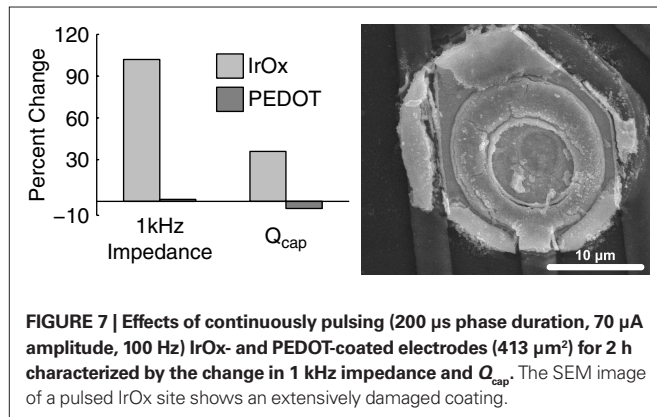 120
90
60
30
−10
Percent Change
IrOx
PEDOT
1kHz
Impedance
Qcap
10 µm
FIGURE 7 | Effects of continuously pulsing (200 µs phase duration, 70 µA
amplitude, 100 Hz) IrOx- and PEDOT-coated electrodes (413 µm²) for 2 h
characterized by the change in 1 kHz impedance and Qcap. The SEM image
of a pulsed IrOx site shows an extensively damaged coating.